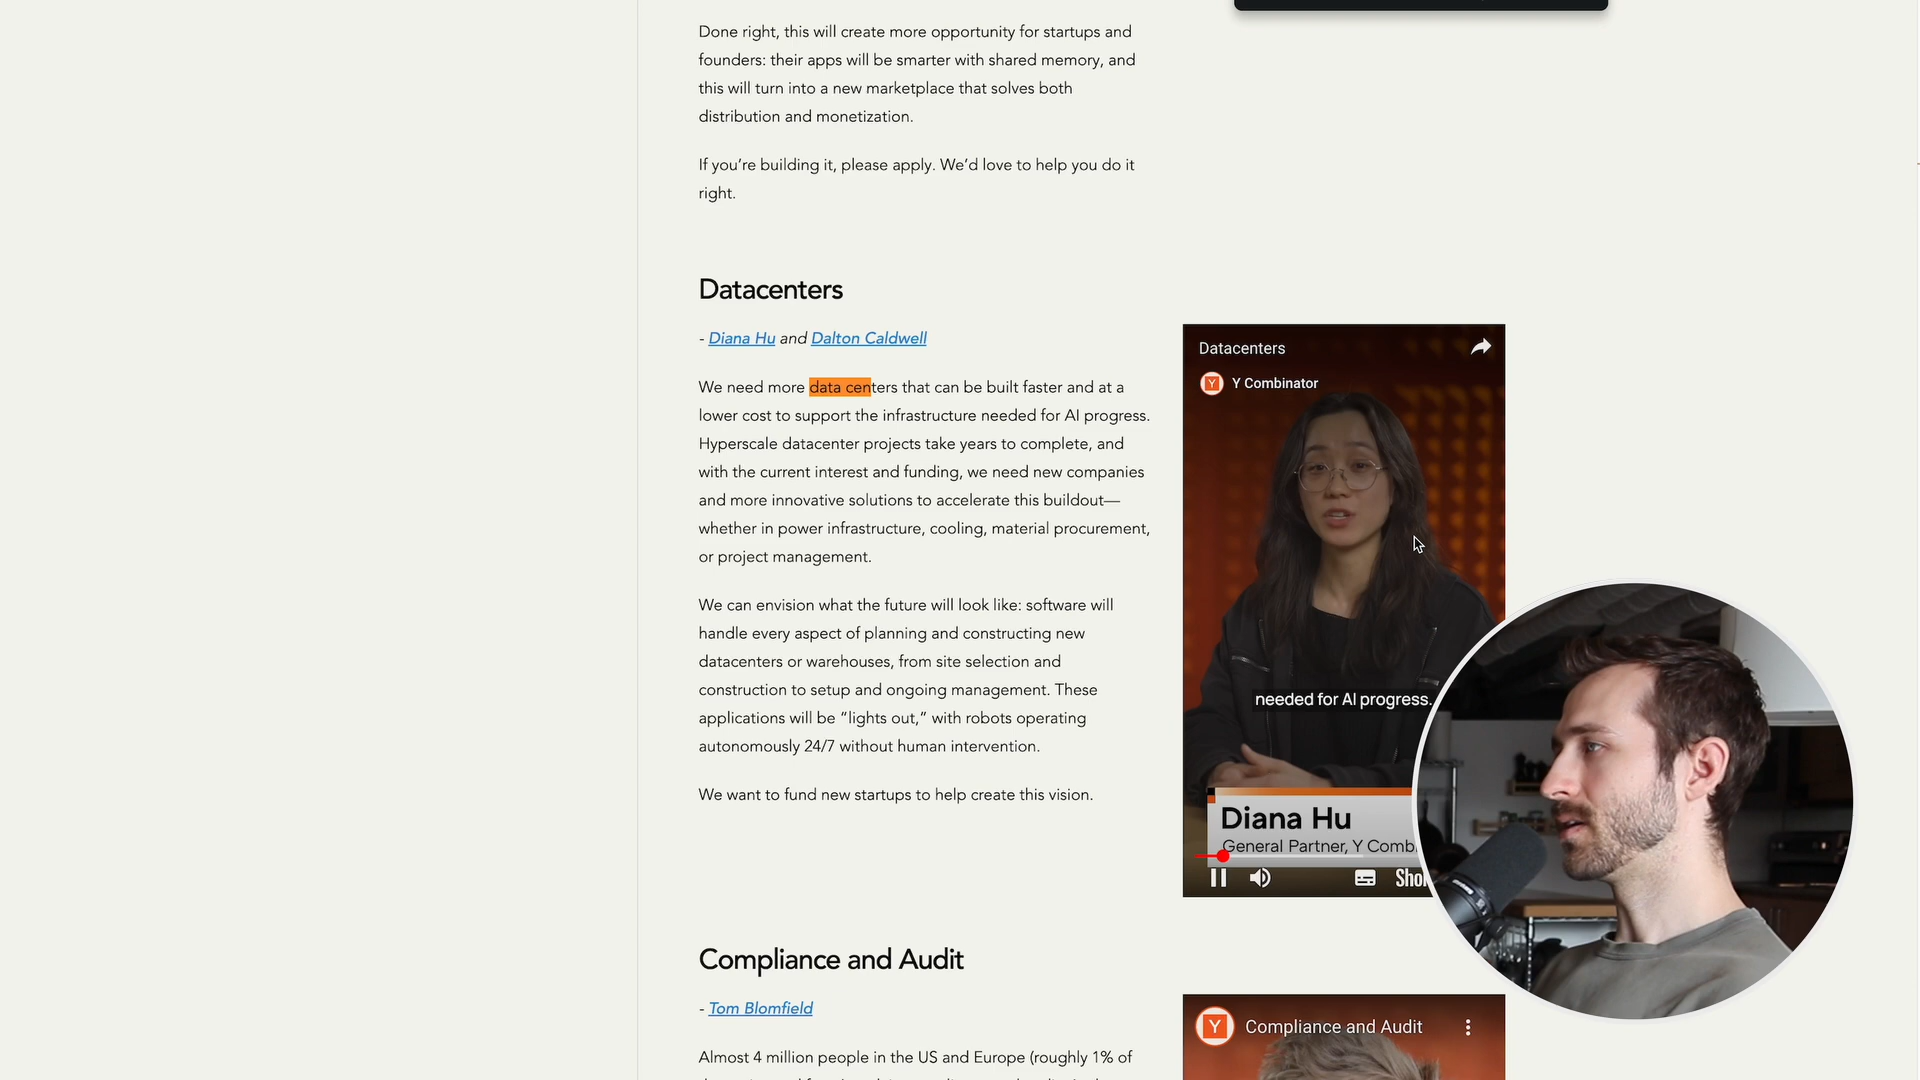 Done right, this will create more opportunity for startups and
founders: their apps will be smarter with shared memory, and
this will turn into a new marketplace that solves both
distribution and monetization.
If you’re building it, please apply. We’d love to help you do it
right.
Datacenters
- Diana Hu and Dalton Caldwell
We need more data centers that can be built faster and at a
lower cost to support the infrastructure needed for AI progress.
Hyperscale datacenter projects take years to complete, and
with the current interest and funding, we need new companies
and more innovative solutions to accelerate this buildout—
whether in power infrastructure, cooling, material procurement,
or project management.
We can envision what the future will look like: software will
handle every aspect of planning and constructing new
datacenters or warehouses, from site selection and
construction to setup and ongoing management. These
applications will be “lights out,” with robots operating
autonomously 24/7 without human intervention.
We want to fund new startups to help create this vision.
Datacenters
Y Y Combinator
needed for AI progress.
Diana Hu
General Partner, Y Comb
Shor
Compliance and Audit
- Tom Blomfield
Almost 4 million people in the US and Europe (roughly 1% of
Y Compliance and Audit